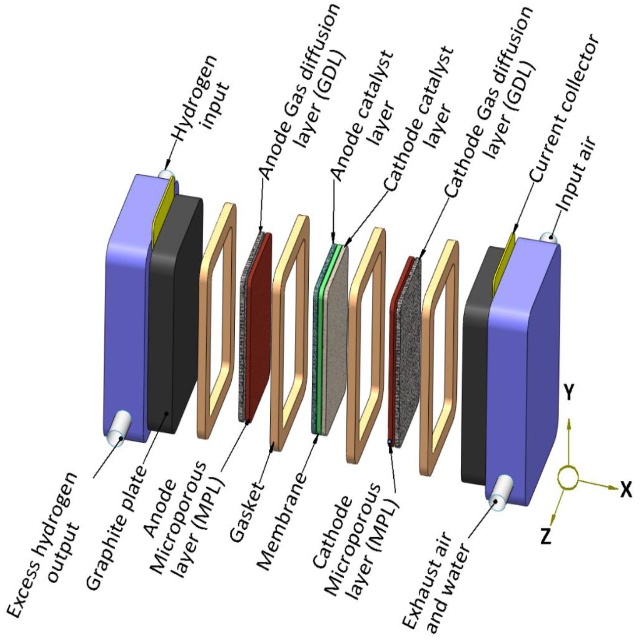 Hydrogen
input
Anode Gas diffusion
layer (GDL)
Anode catalyst
layer
Cathode catalyst
layer
Cathode Gas diffusion
layer (GDL)
Current collector
Input air
Excess hydrogen
output
Graphite plate
Anode
Microporous
layer (MPL)
Gasket
Membrane
Cathode
Microporous
layer (MPL)
Exhaust air
and water
Y
X
Z